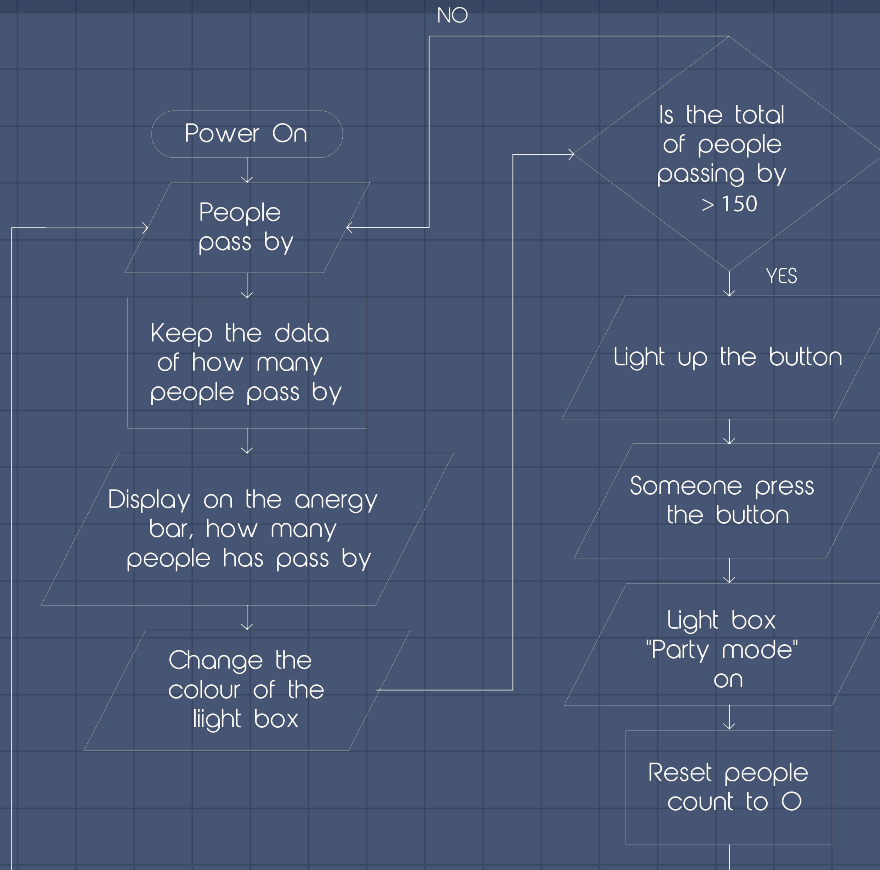 Power On
People
pass by
Keep the data
of how many
people pass by
Display on the anergy
bar, how many
people has pass by
Change the
colour of the
liight box
NO
Is the total
of people
passing by
> 150
YES
Light up the button
Someone press
the button
Light box
"Party mode"
on
Reset people
count to 0